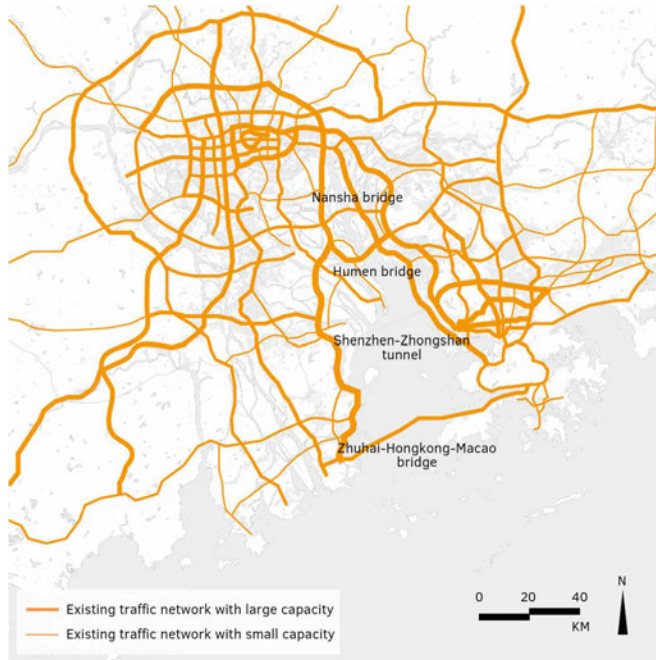 Nansha bridge
Humen bridge
Shenzhen-Zhongshan
tunnel
Zhuhai-Hongkong-Macao
bridge
Existing traffic network with large capacity
Existing traffic network with small capacity
0 20 40
KM
N